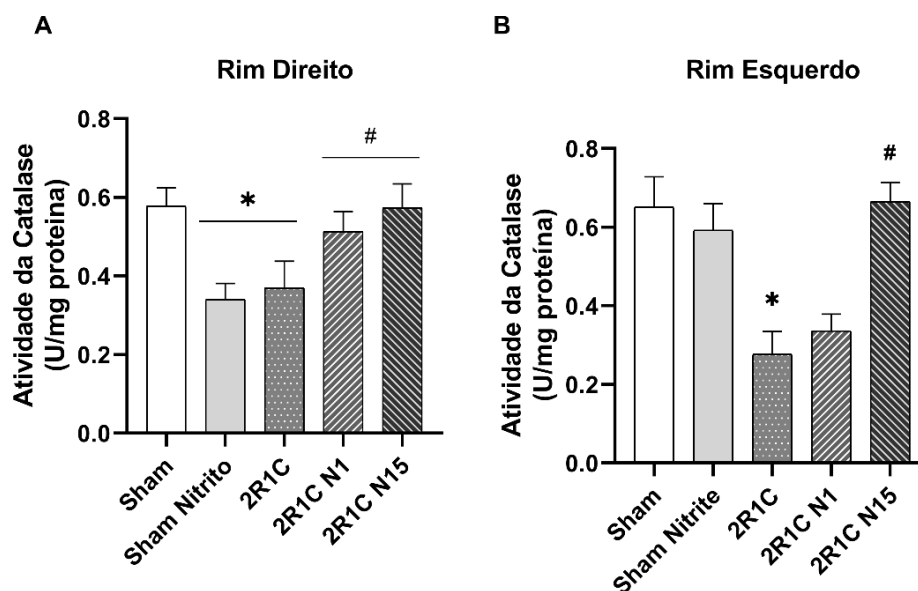 A
Rim Direito
Atividade da Catalase
(U/mg proteina)
0.8
0.6
0.4
0.2
0.0
*
#
Sham
Sham Nitrito
2R1C
2R1C N1
2R1C N15
B
Rim Esquerdo
Atividade da Catalase
(U/mg proteína)
0.8
0.6
0.4
0.2
0.0
*
#
Sham
Sham Nitrite
2R1C
2R1C N1
2R1C N15